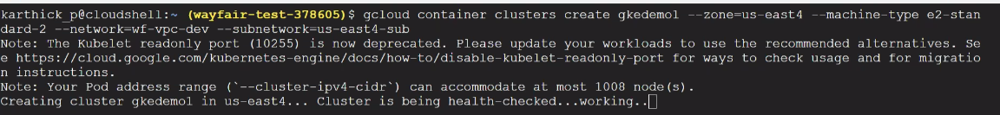 karthick_p@cloudshell:~ (wayfair-test-378605)$ gcloud container clusters create gkedemo1 --zone=us-east4 --machine-type e2-stan
dard-2 --network=wf-vpc-dev --subnetwork=us-east4-sub
Note: The Kubelet readonly port (10255) is now deprecated. Please update your workloads to use the recommended alternatives. Se
e https://cloud.google.com/kubernetes-engine/docs/how-to/disable-kubelet-readonly-port for ways to check usage and for migratio
n instructions.
Note: Your Pod address range (`--cluster-ipv4-cidr`) can accommodate at most 1008 node(s).
Creating cluster gkedemo1 in us-east4... Cluster is being health-checked...working..